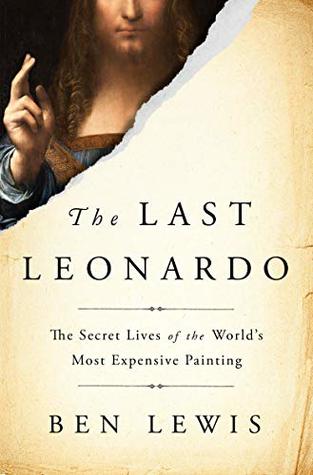 The LAST
LEONARDO
The Secret Lives of the World's
Most Expensive Painting
BEN LEWIS